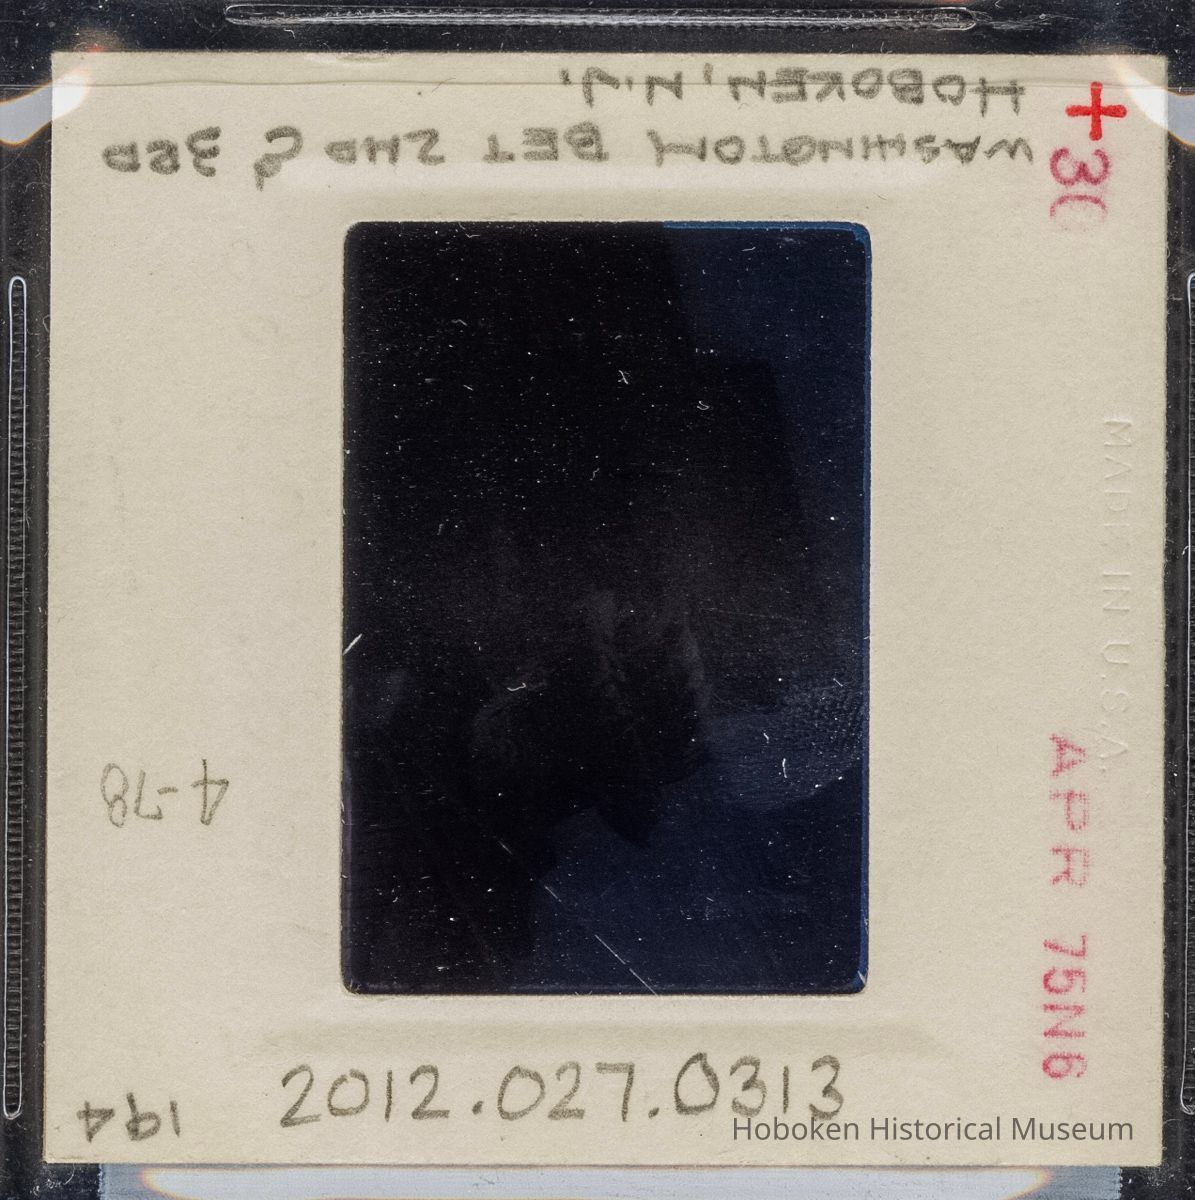 HOBOKEN, N.J.
WASHINGTON BET 2ND & 3RD
+30
MADE IN U.S.A.
4-78
APR 75N6
194
2012.027.0313
Hoboken Historical Museum